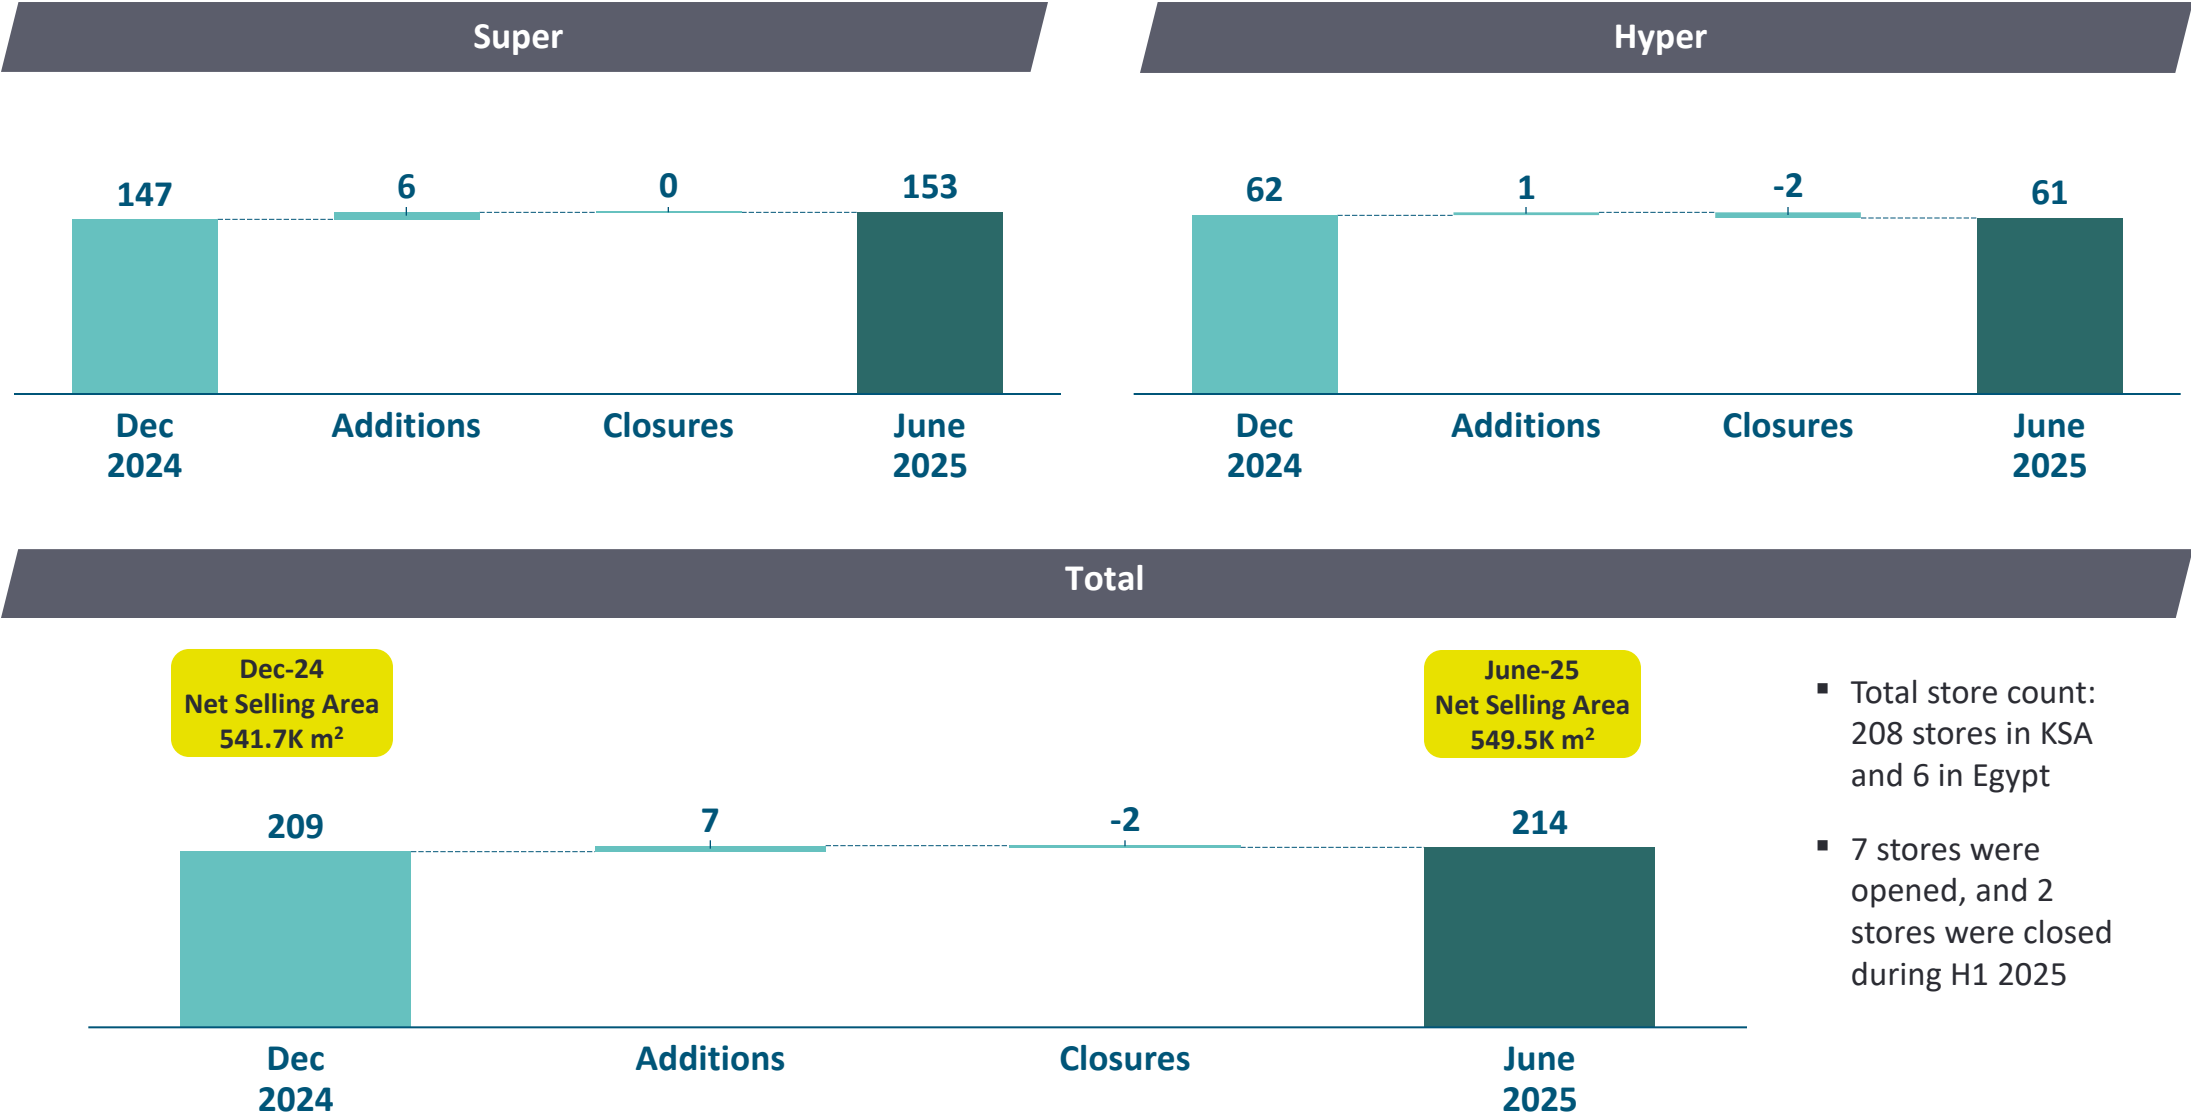 Super
147
6
0
153
Dec
2024
Additions
Closures
June
2025
Hyper
62
1
-2
61
Dec
2024
Additions
Closures
June
2025
Total
Dec-24
Net Selling Area
541.7K m²
June-25
Net Selling Area
549.5K m²
209
7
-2
214
Dec
2024
Additions
Closures
June
2025
▪ Total store count:
208 stores in KSA
and 6 in Egypt
▪ 7 stores were
opened, and 2
stores were closed
during H1 2025